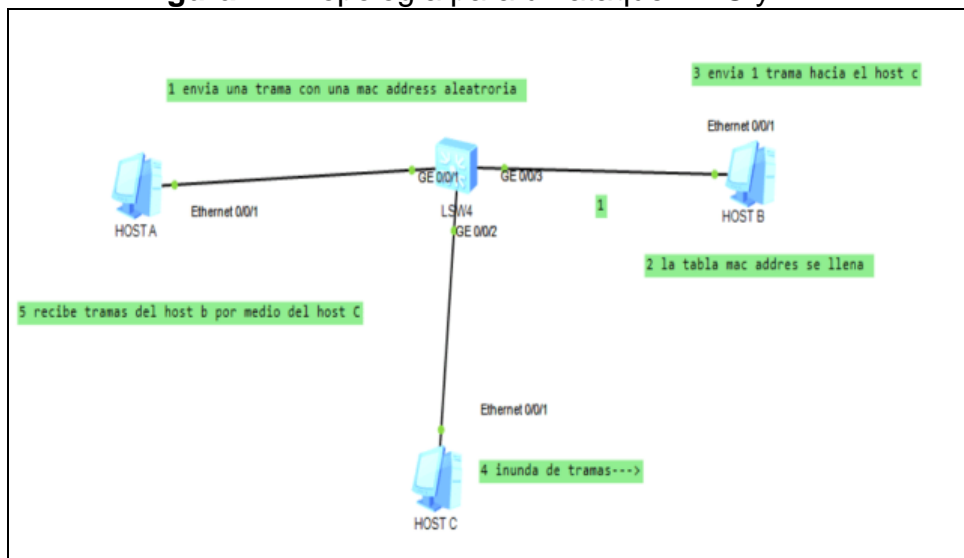 1 envia una trama con una mac address aleatroria
3 envia 1 trama hacia el host c
Ethernet 0/0/1
GE 0/0/1
GE 0/0/3
Ethernet 0/0/1
LSW4
1
HOST A
HOST B
GE 0/0/2
2 la tabla mac addres se llena
5 recibe tramas del host b por medio del host C
Ethernet 0/0/1
4 inunda de tramas--->
HOST C